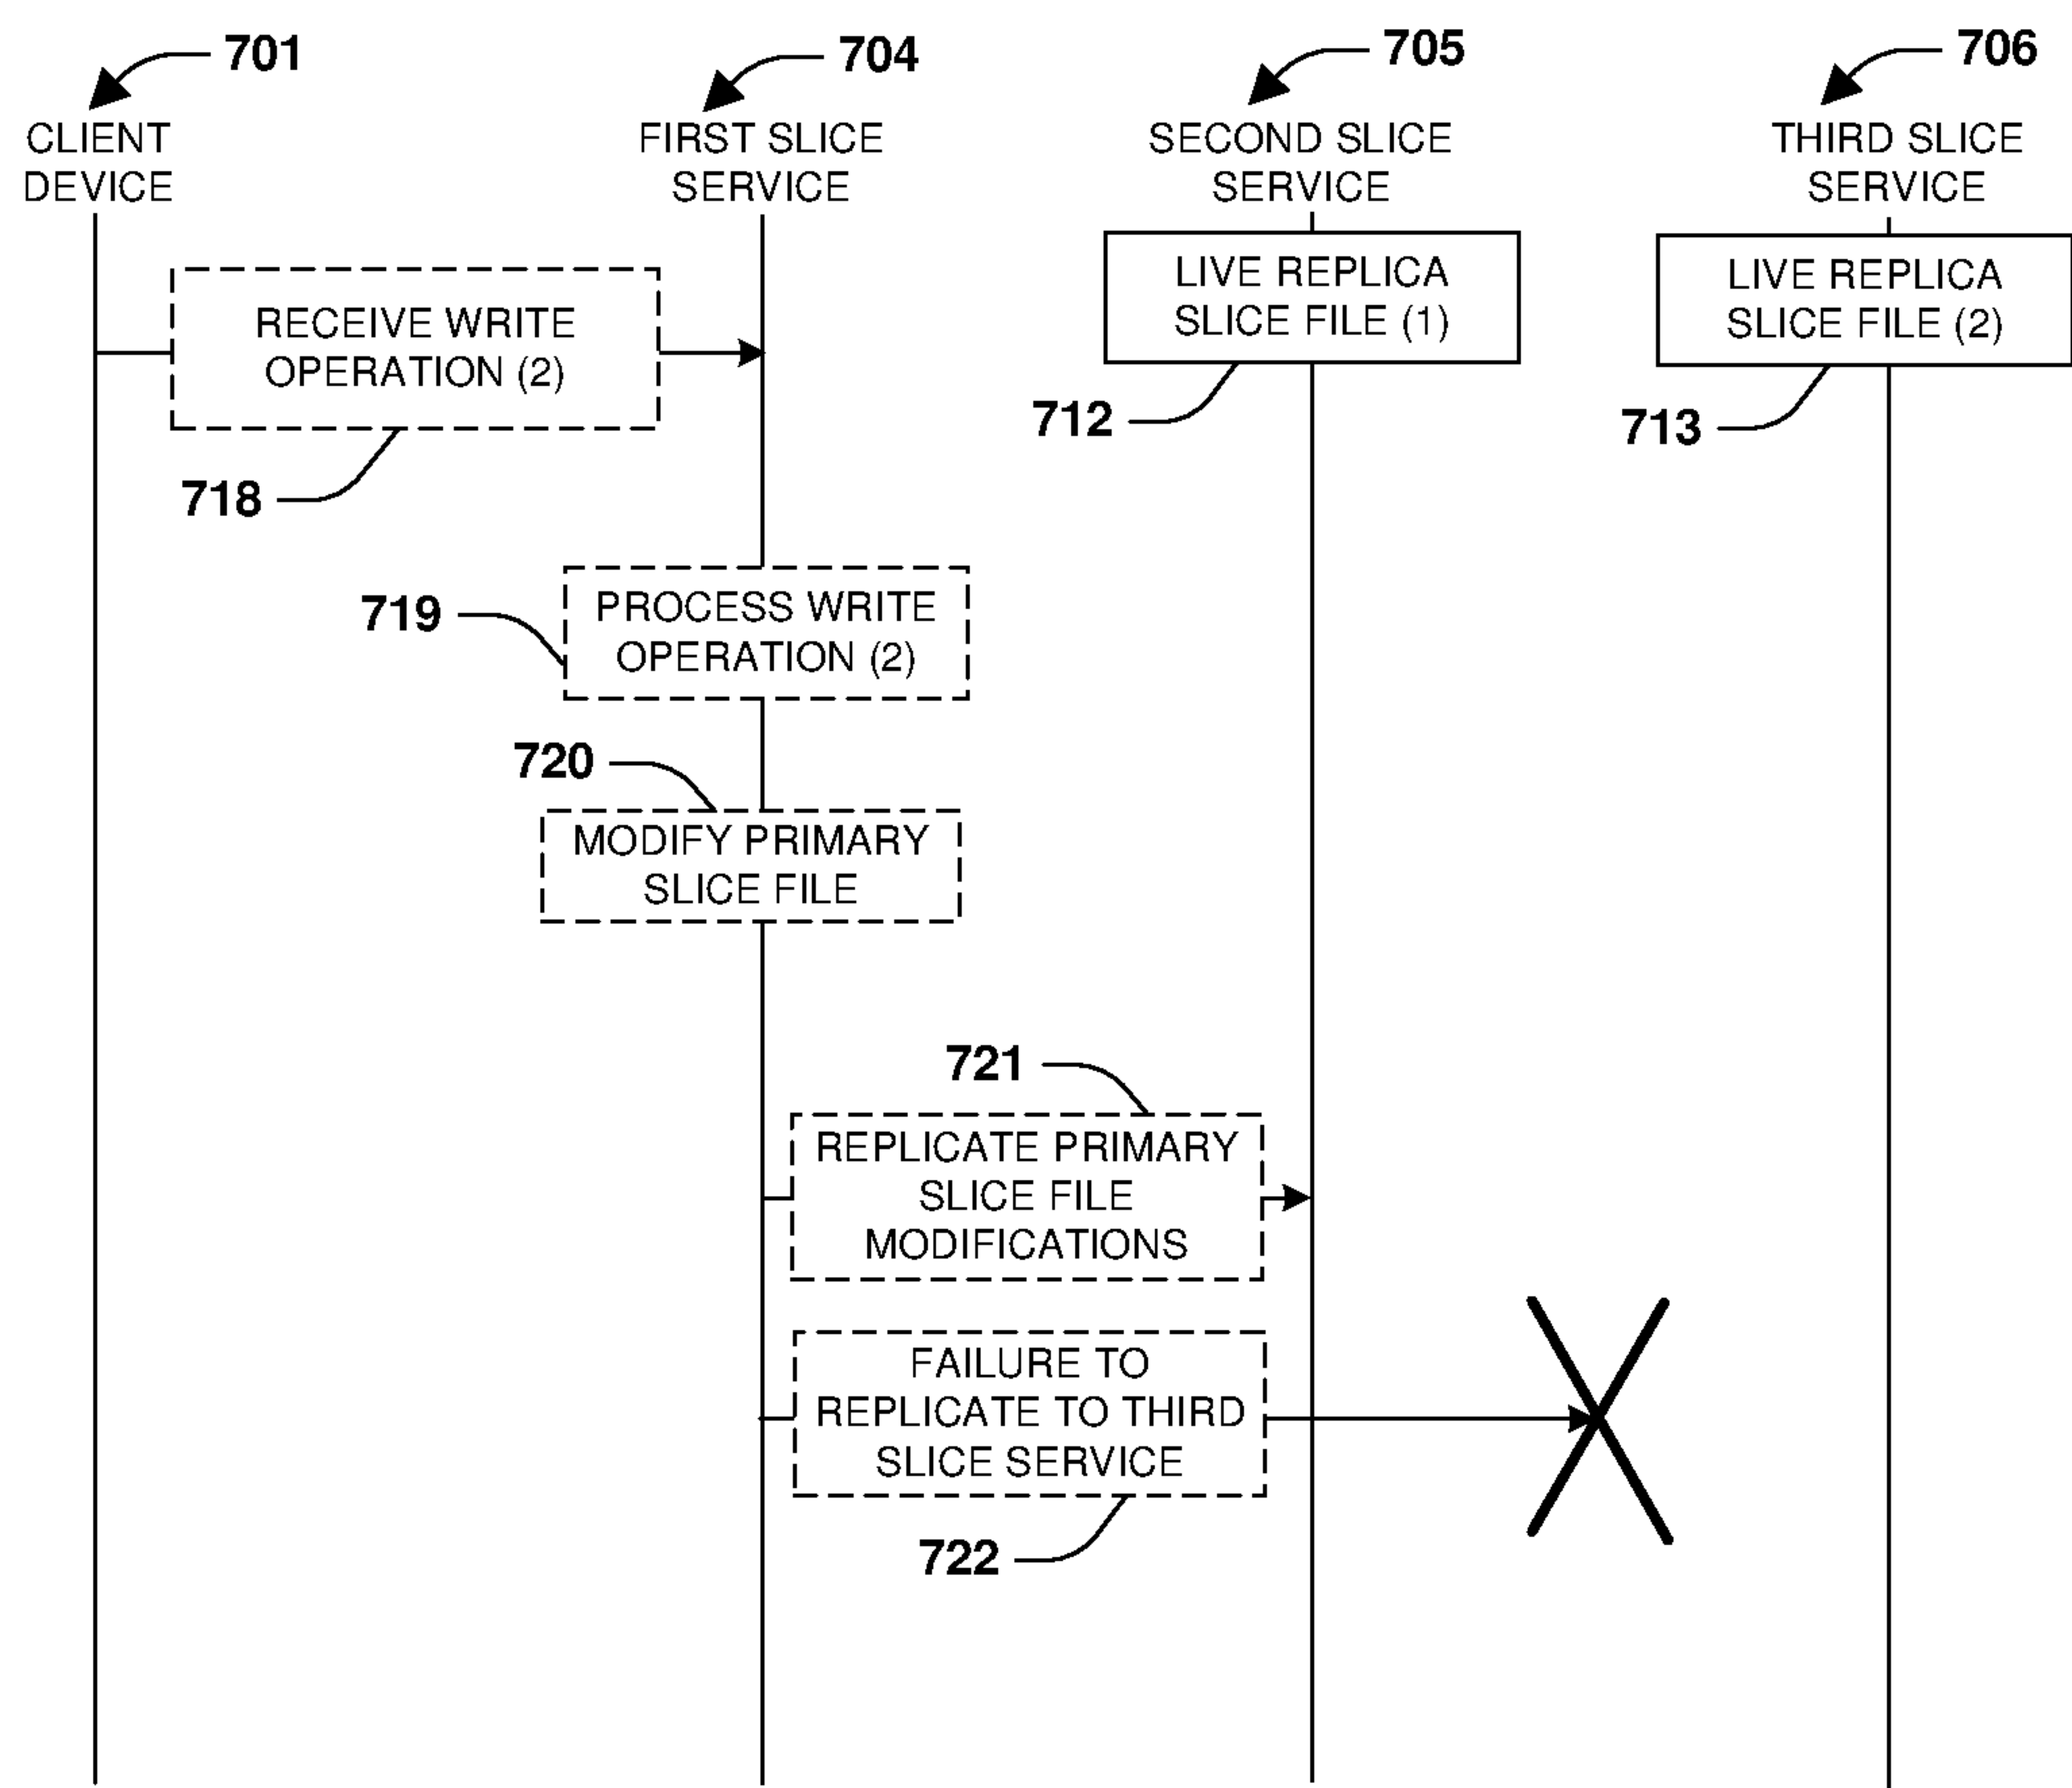 701
704
705
706
CLIENT
DEVICE
FIRST SLICE
SERVICE
SECOND SLICE
SERVICE
THIRD SLICE
SERVICE
LIVE REPLICA
SLICE FILE (1)
LIVE REPLICA
SLICE FILE (2)
RECEIVE WRITE
OPERATION (2)
712
713
718
719
PROCESS WRITE
OPERATION (2)
720
MODIFY PRIMARY
SLICE FILE
721
REPLICATE PRIMARY
SLICE FILE
MODIFICATIONS
FAILURE TO
REPLICATE TO THIRD
SLICE SERVICE
722